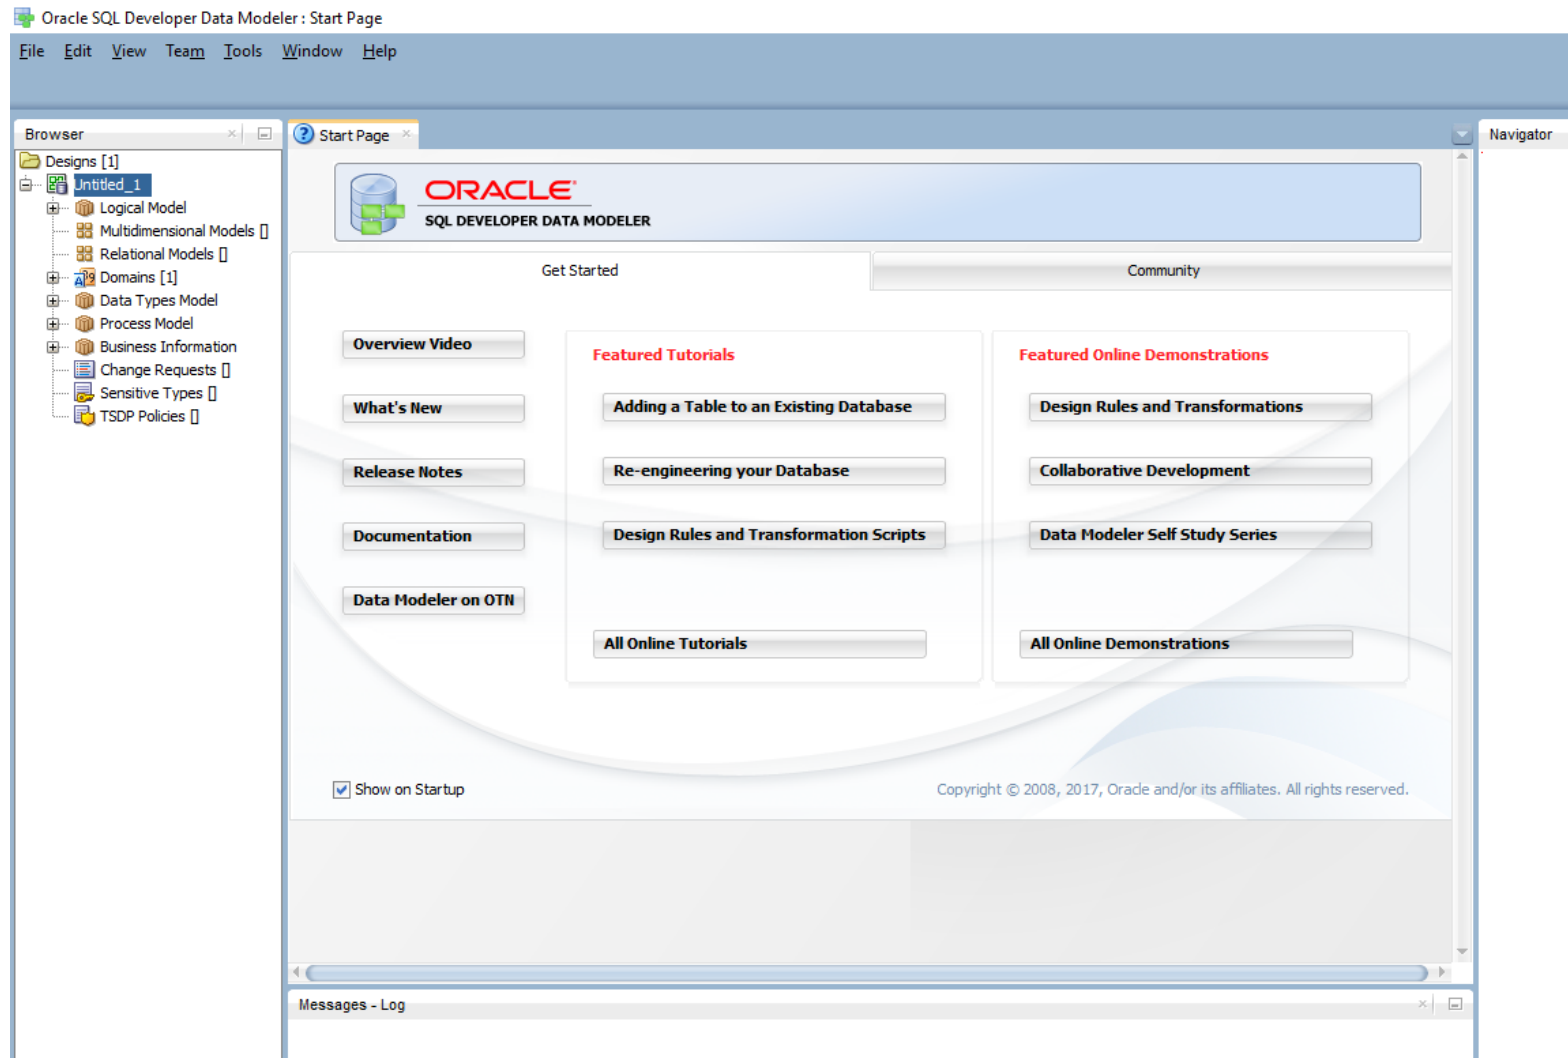 Oracle SQL Developer Data Modeler : Start Page
File Edit View Team Tools Window Help
Browser
Designs [1]
Untitled_1
Logical Model
Multidimensional Models []
Relational Models []
Domains [1]
Data Types Model
Process Model
Business Information
Change Requests []
Sensitive Types []
TSDP Policies []
Start Page
ORACLE
SQL DEVELOPER DATA MODELER
Get Started
Community
Overview Video
What's New
Release Notes
Documentation
Data Modeler on OTN
Featured Tutorials
Adding a Table to an Existing Database
Re-engineering your Database
Design Rules and Transformation Scripts
All Online Tutorials
Featured Online Demonstrations
Design Rules and Transformations
Collaborative Development
Data Modeler Self Study Series
All Online Demonstrations
Show on Startup
Copyright © 2008, 2017, Oracle and/or its affiliates. All rights reserved.
Messages - Log
Navigator